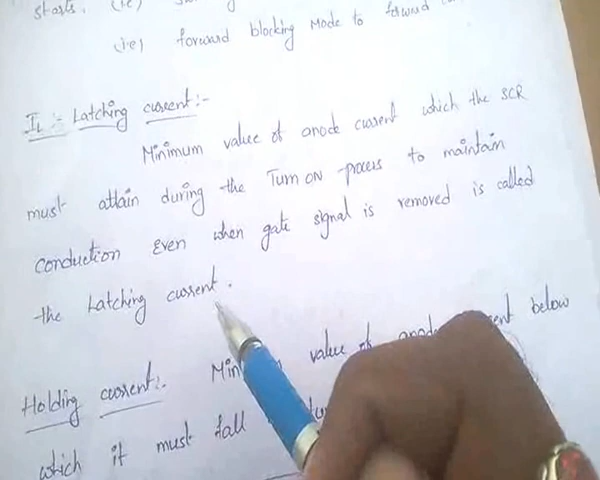 starts. (i.e)
(i.e) forward blocking Mode to forward
IL :- Latching current:-
Minimum value of anode current which the SCR
must attain during the Turn ON process to maintain
conduction Even when gate signal is removed is called
the Latching current.
Holding current:. value of below
which it must fall